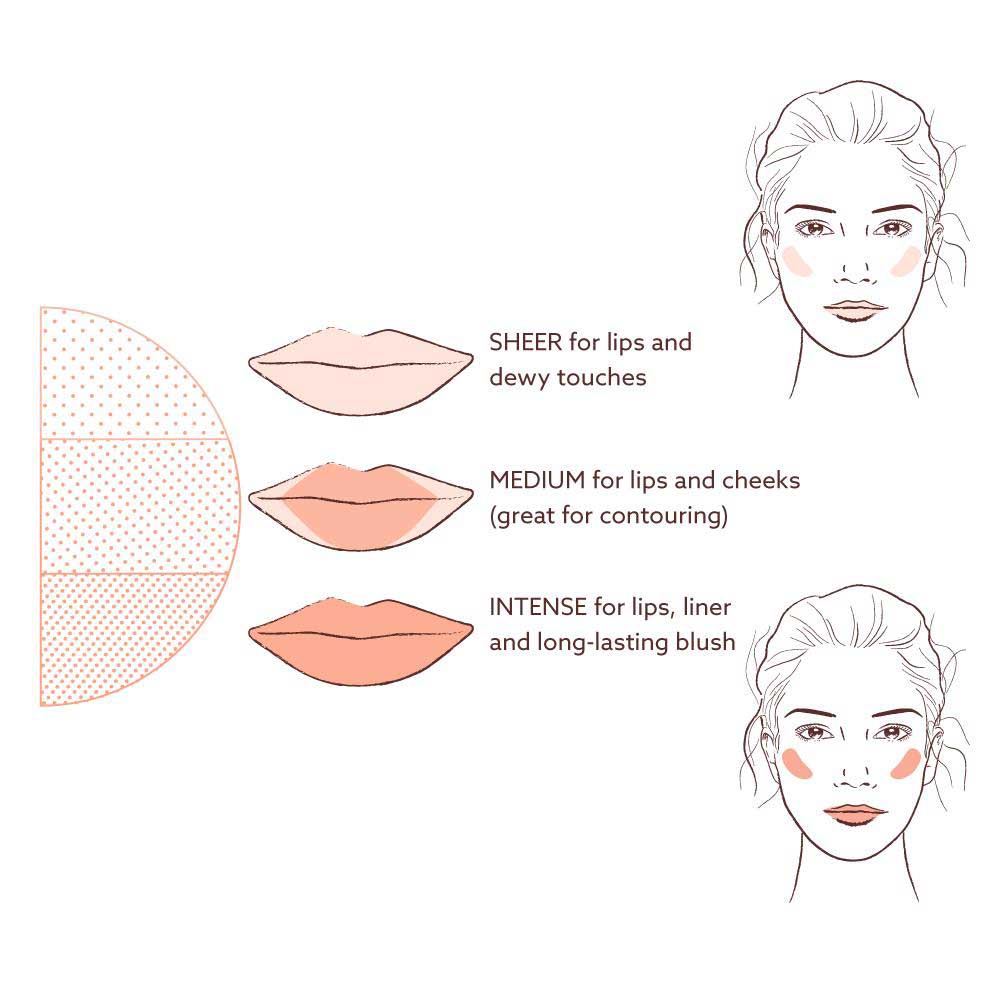 SHEER for lips and
dewy touches
MEDIUM for lips and cheeks
(great for contouring)
INTENSE for lips, liner
and long-lasting blush